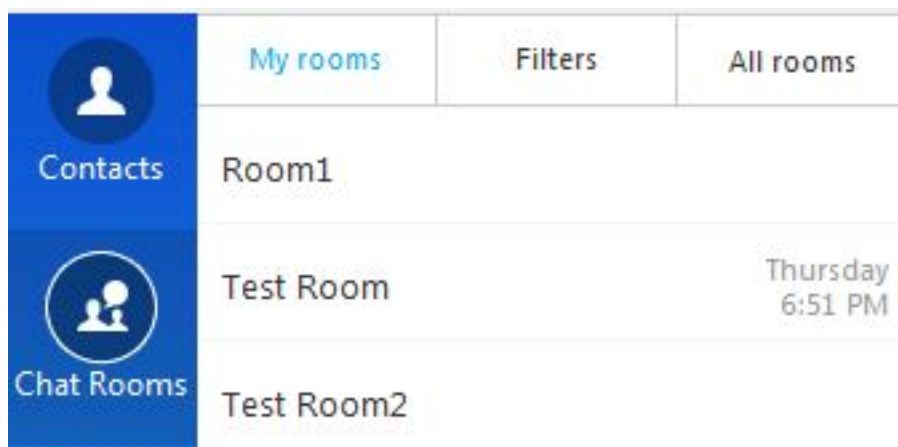 Contacts
Chat Rooms
My rooms Filters All rooms
Room1
Test Room
Thursday
6:51 PM
Test Room2